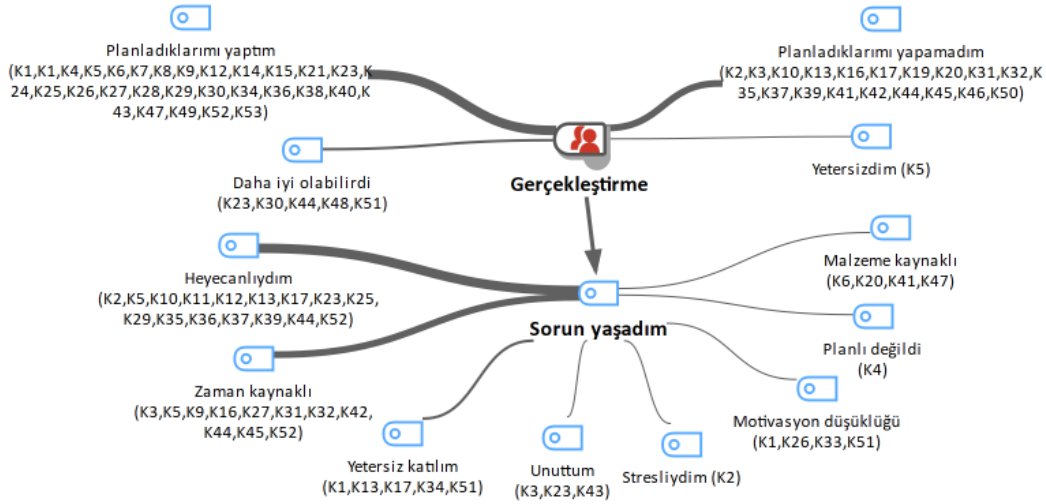 Planladıklarımı yaptım
(K1,K1,K4,K5,K6,K7,K8,K9,K12,K14,K15,K21,K23,K
24,K25,K26,K27,K28,K29,K30,K34,K36,K38,K40,K
43,K47,K49,K52,K53)
Planladıklarımı yapamadım
(K2,K3,K10,K13,K16,K17,K19,K20,K31,K32,K
35,K37,K39,K41,K42,K44,K45,K46,K50)
Daha iyi olabilirdi
(K23,K30,K44,K48,K51)
Gerçekleştirme
Yetersizdim (K5)
Heyecanlıydım
(K2,K5,K10,K11,K12,K13,K17,K23,K25,
K29,K35,K36,K37,K39,K44,K52)
Malzeme kaynaklı
(K6,K20,K41,K47)
Sorun yaşadım
Planlı değildi
(K4)
Zaman kaynaklı
(K3,K5,K9,K16,K27,K31,K32,K42,
K44,K45,K52)
Motivasyon düşüklüğü
(K1,K26,K33,K51)
Yetersiz katılım
(K1,K13,K17,K34,K51)
Unuttum
(K3,K23,K43)
Stresliydim (K2)